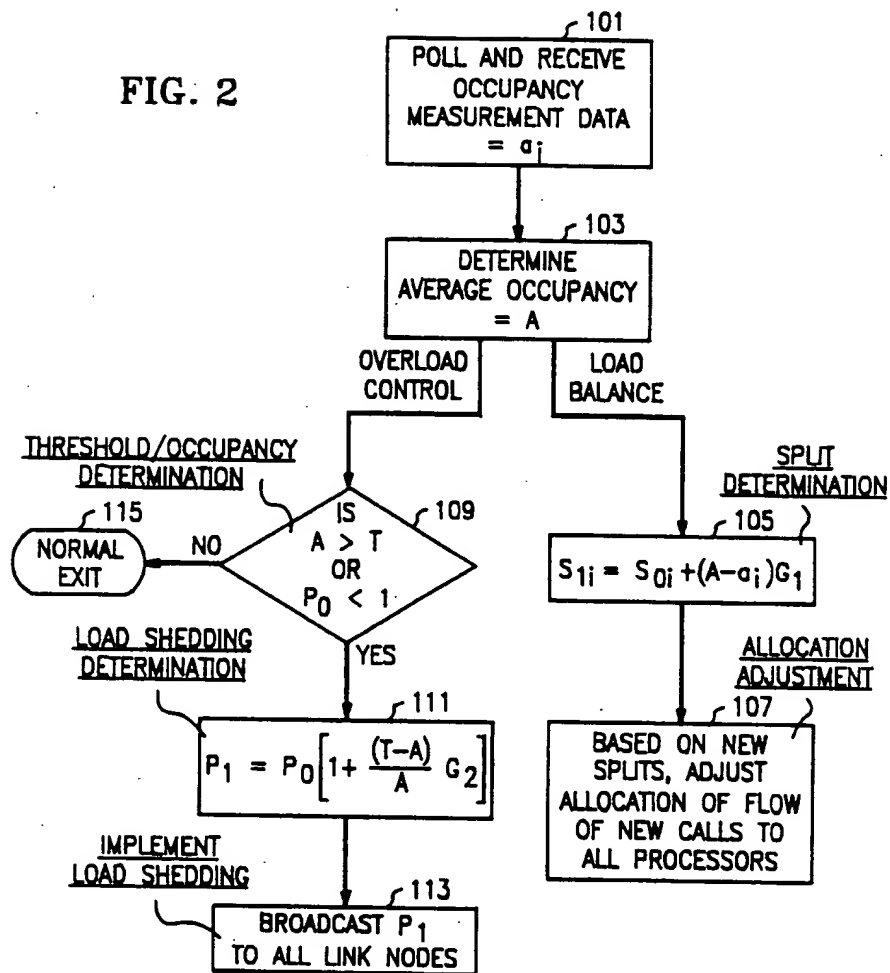 FIG. 2
101
POLL AND RECEIVE
OCCUPANCY
MEASUREMENT DATA
= aᵢ
103
DETERMINE
AVERAGE OCCUPANCY
= A
OVERLOAD
CONTROL
LOAD
BALANCE
THRESHOLD/OCCUPANCY
DETERMINATION
115
NORMAL
EXIT
NO
109
IS
A > T
OR
P₀ < 1
YES
SPLIT
DETERMINATION
105
S₁ᵢ = S₀ᵢ+(A-aᵢ)G₁
LOAD SHEDDING
DETERMINATION
111
P₁ = P₀[1+ (T-A)/A G₂]
ALLOCATION
ADJUSTMENT
107
BASED ON NEW
SPLITS, ADJUST
ALLOCATION OF FLOW
OF NEW CALLS TO
ALL PROCESSORS
IMPLEMENT
LOAD SHEDDING
113
BROADCAST P₁
TO ALL LINK NODES